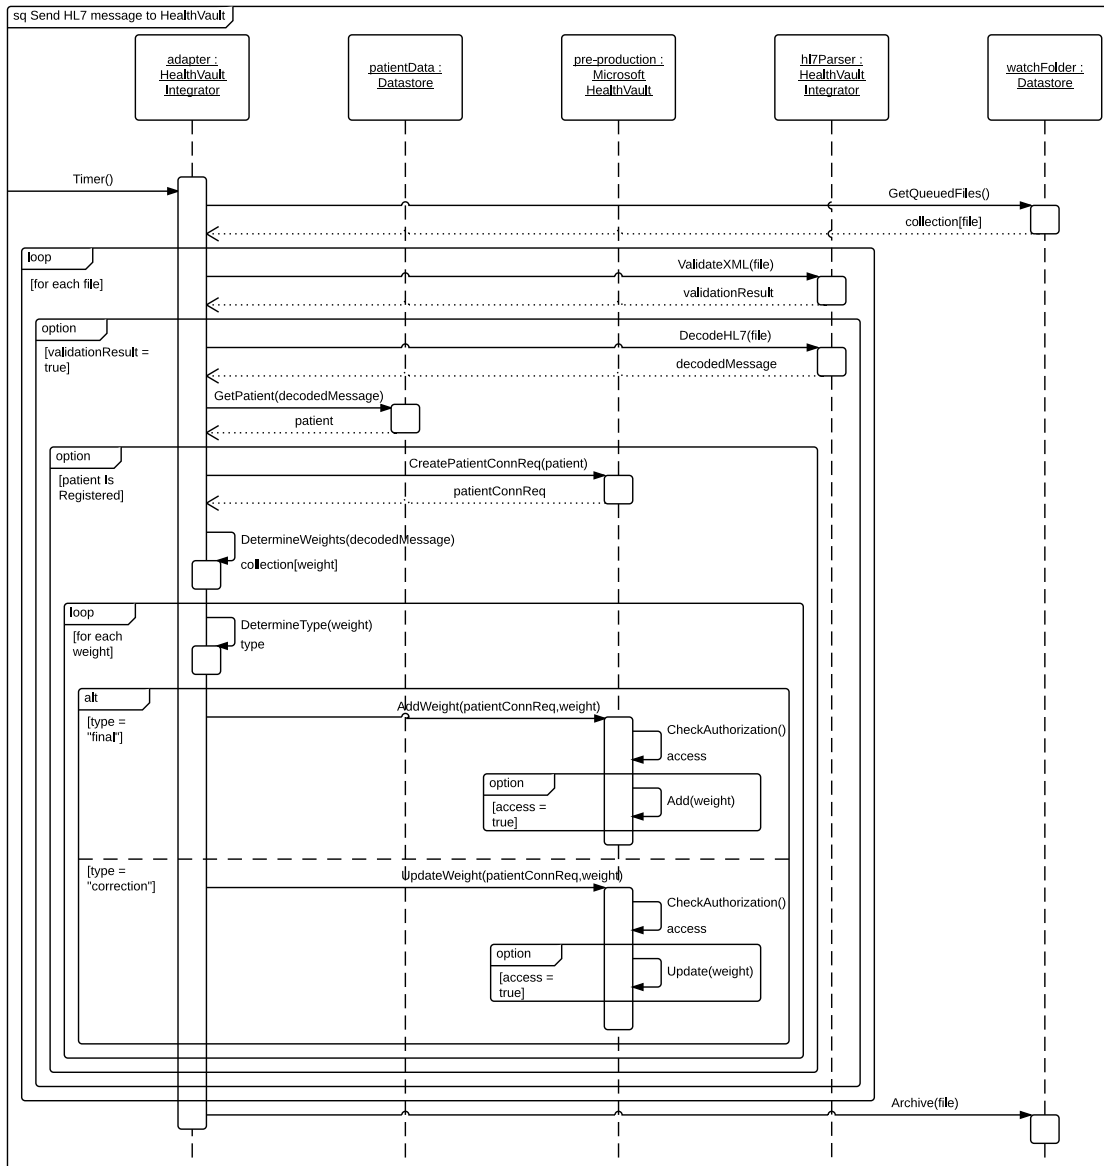 sq Send HL7 message to HealthVault
adapter :
HealthVault
Integrator
patientData :
Datastore
pre-production :
Microsoft
HealthVault
hl7Parser :
HealthVault
Integrator
watchFolder :
Datastore
Timer()
GetQueuedFiles()
collection[file]
loop
[for each file]
ValidateXML(file)
validationResult
option
[validationResult =
true]
DecodeHL7(file)
decodedMessage
GetPatient(decodedMessage)
patient
option
[patient Is
Registered]
CreatePatientConnReq(patient)
patientConnReq
DetermineWeights(decodedMessage)
collection[weight]
loop
[for each
weight]
DetermineType(weight)
type
alt
[type =
"final"]
AddWeight(patientConnReq,weight)
CheckAuthorization()
access
option
[access =
true]
Add(weight)
[type =
"correction"]
UpdateWeight(patientConnReq,weight)
CheckAuthorization()
access
option
[access =
true]
Update(weight)
Archive(file)